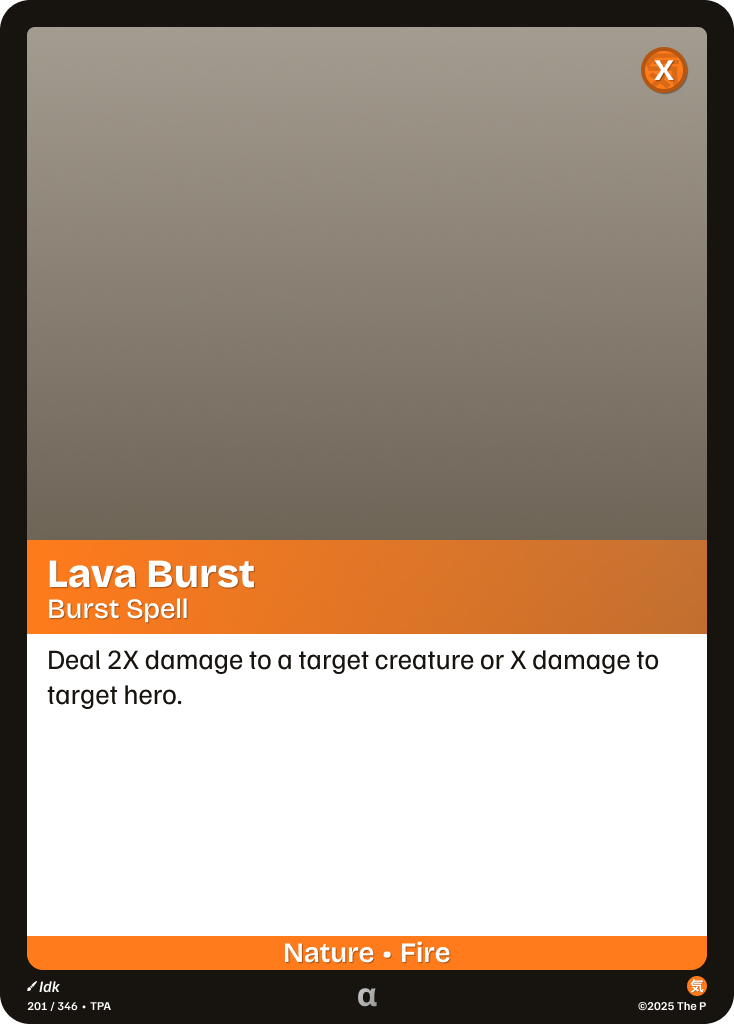 X
Lava Burst
Burst Spell
Deal 2X damage to a target creature or X damage to
target hero.
Nature • Fire
Idk
201 / 346 • TPA
α
気
©2025 The P